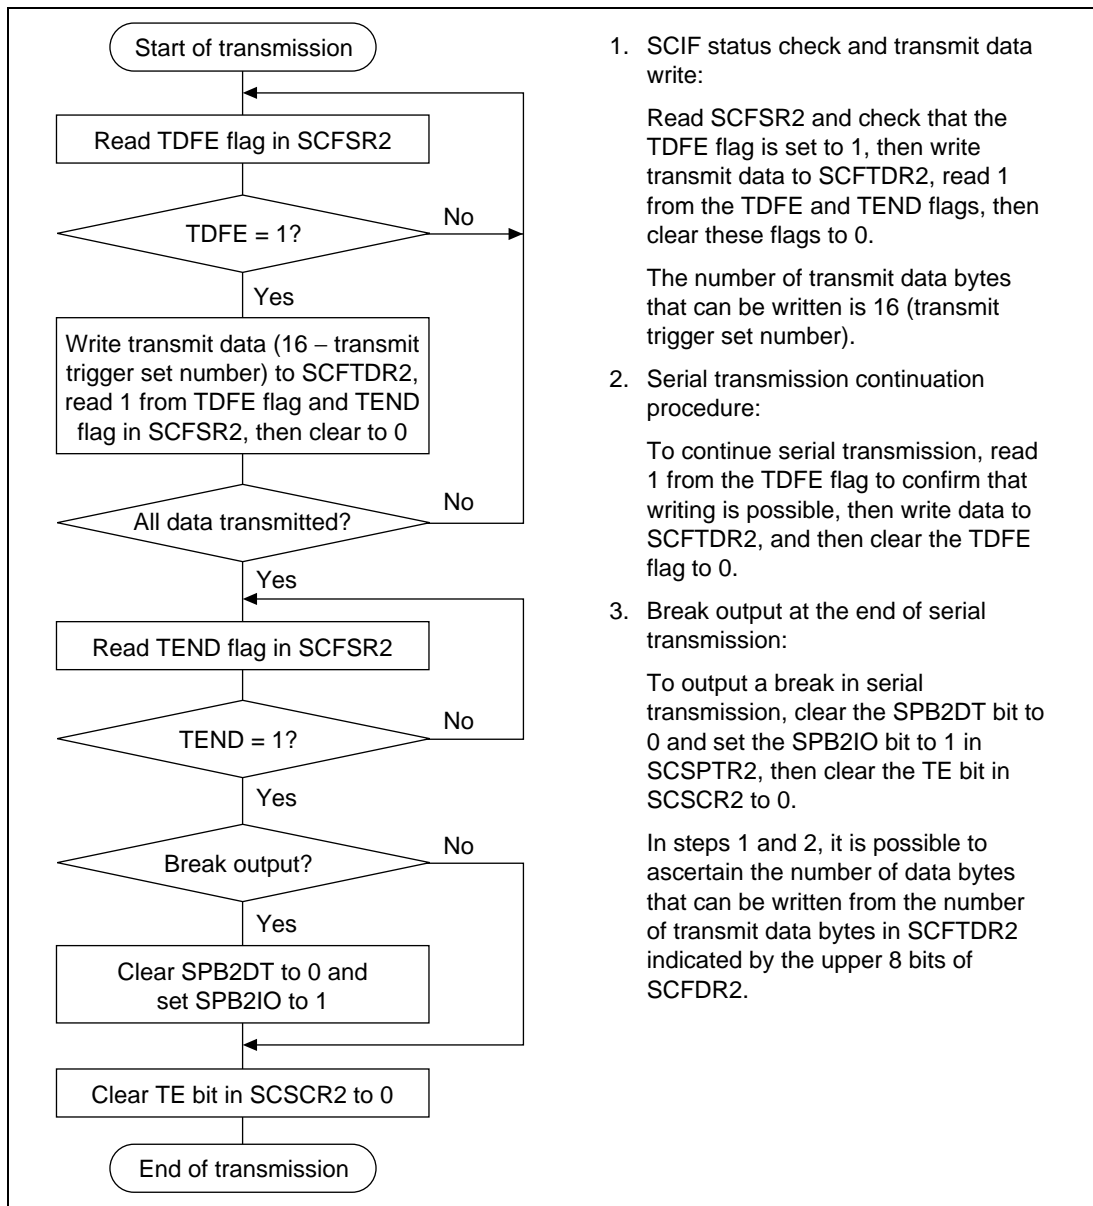 Start of transmission
Read TDFE flag in SCFSR2
TDFE = 1?
No
Yes
Write transmit data (16 – transmit
trigger set number) to SCFTDR2,
read 1 from TDFE flag and TEND
flag in SCFSR2, then clear to 0
All data transmitted?
No
Yes
Read TEND flag in SCFSR2
TEND = 1?
No
Yes
Break output?
No
Yes
Clear SPB2DT to 0 and
set SPB2IO to 1
Clear TE bit in SCSCR2 to 0
End of transmission
1. SCIF status check and transmit data
write:
Read SCFSR2 and check that the
TDFE flag is set to 1, then write
transmit data to SCFTDR2, read 1
from the TDFE and TEND flags, then
clear these flags to 0.
The number of transmit data bytes
that can be written is 16 (transmit
trigger set number).
2. Serial transmission continuation
procedure:
To continue serial transmission, read
1 from the TDFE flag to confirm that
writing is possible, then write data to
SCFTDR2, and then clear the TDFE
flag to 0.
3. Break output at the end of serial
transmission:
To output a break in serial
transmission, clear the SPB2DT bit to
0 and set the SPB2IO bit to 1 in
SCSPTR2, then clear the TE bit in
SCSCR2 to 0.
In steps 1 and 2, it is possible to
ascertain the number of data bytes
that can be written from the number
of transmit data bytes in SCFTDR2
indicated by the upper 8 bits of
SCFDR2.